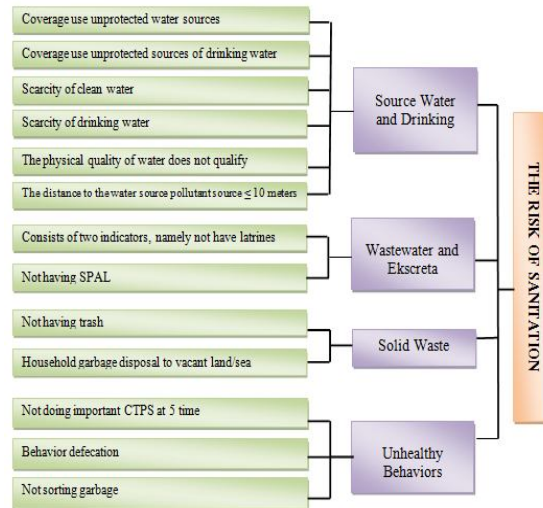 Coverage use unprotected water sources
Coverage use unprotected sources of drinking water
Scarcity of clean water
Scarcity of drinking water
The physical quality of water does not qualify
The distance to the water source pollutant source ≤ 10 meters
Source Water
and Drinking
Consists of two indicators, namely not have latrines
Not having SPAL
Wastewater and
Ekscreta
Not having trash
Household garbage disposal to vacant land/sea
Solid Waste
Not doing important CTPS at 5 time
Behavior defecation
Not sorting garbage
Unhealthy
Behaviors
THE RISK OF SANITATION